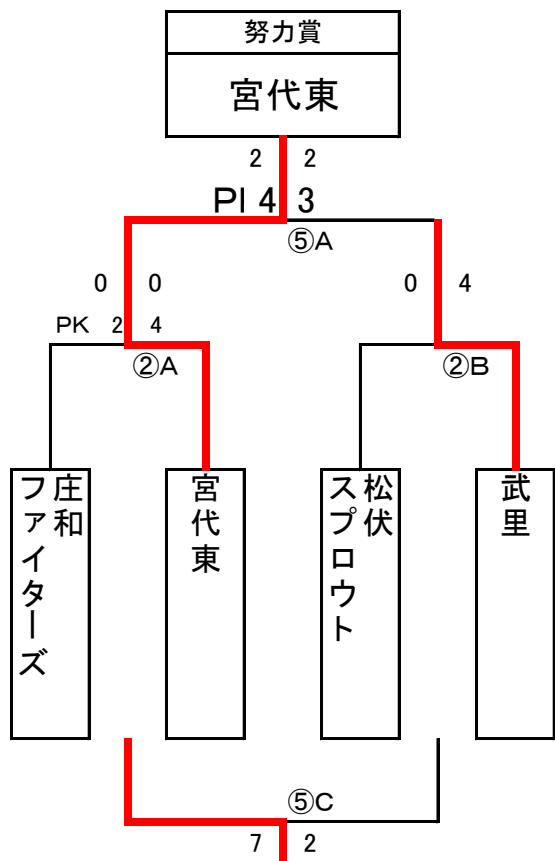 努力賞
宮代東
2 2
PI 4 3
⑤A
0 0
0 4
PK 2 4
②A
②B
庄和
ファイターズ
宮代東
松伏
スプロウト
武里
⑤C
7 2